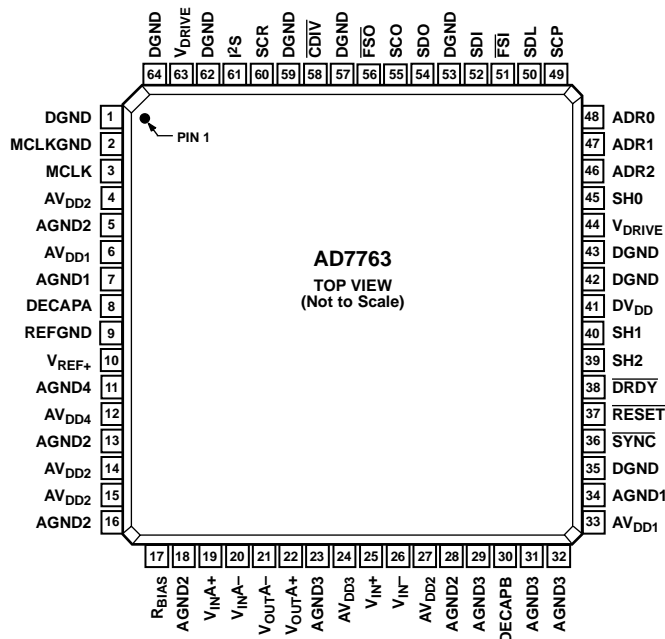 DGND
VDRIVE
DGND
I²S
SCR
DGND
CDIV
DGND
FSO
SCO
SDO
DGND
SDI
FSI
SDL
SCP
64 63 62 61 60 59 58 57 56 55 54 53 52 51 50 49
DGND 1
MCLKGND 2
MCLK 3
AVDD2 4
AGND2 5
AVDD1 6
AGND1 7
DECAPA 8
REFGND 9
VREF+ 10
AGND4 11
AVDD4 12
AGND2 13
AVDD2 14
AVDD2 15
AGND2 16
PIN 1
AD7763
TOP VIEW
(Not to Scale)
48 ADR0
47 ADR1
46 ADR2
45 SH0
44 VDRIVE
43 DGND
42 DGND
41 DVDD
40 SH1
39 SH2
38 DRDY
37 RESET
36 SYNC
35 DGND
34 AGND1
33 AVDD1
17 18 19 20 21 22 23 24 25 26 27 28 29 30 31 32
RBIAS
AGND2
VINA+
VINA–
VOUTA–
VOUTA+
AGND3
AVDD3
VIN+
VIN–
AVDD2
AGND2
AGND3
DECAPB
AGND3
AGND3